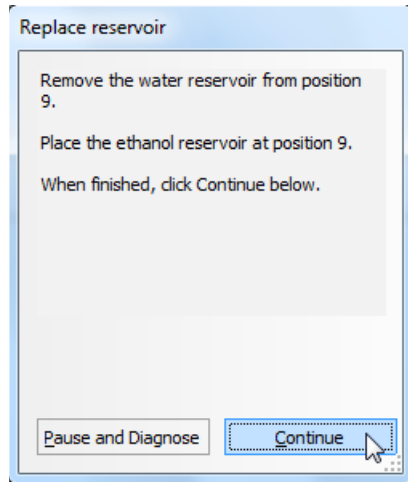 Replace reservoir
Remove the water reservoir from position
9.
Place the ethanol reservoir at position 9.
When finished, click Continue below.
Pause and Diagnose
Continue